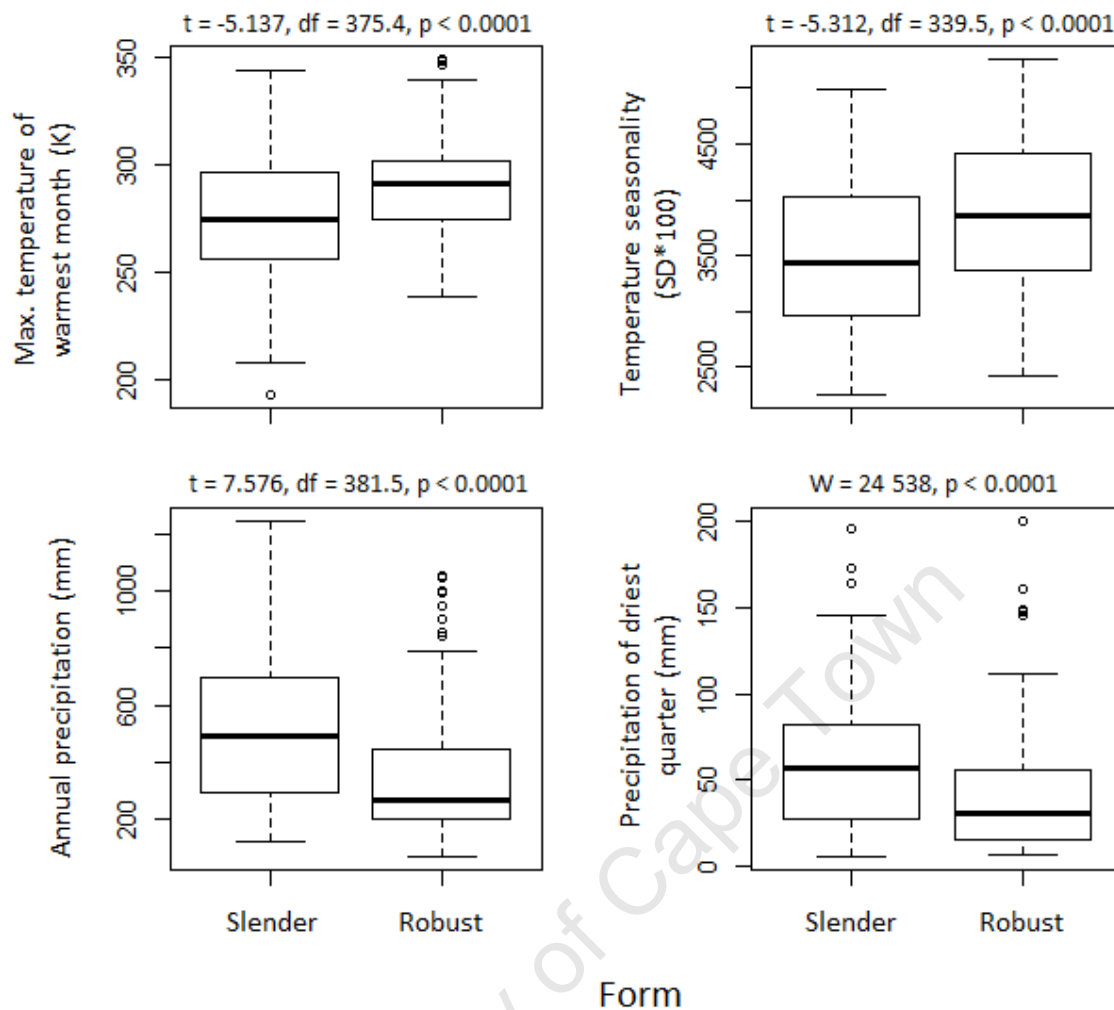 t = -5.137, df = 375.4, p < 0.0001
Max. temperature of
warmest month (K)
350
300
250
200
t = -5.312, df = 339.5, p < 0.0001
Temperature seasonality
(SD*100)
4500
3500
2500
t = 7.576, df = 381.5, p < 0.0001
Annual precipitation (mm)
1000
600
200
Slender
Robust
W = 24 538, p < 0.0001
Precipitation of driest
quarter (mm)
200
150
100
50
0
Slender
Robust
Form
of Cape Town